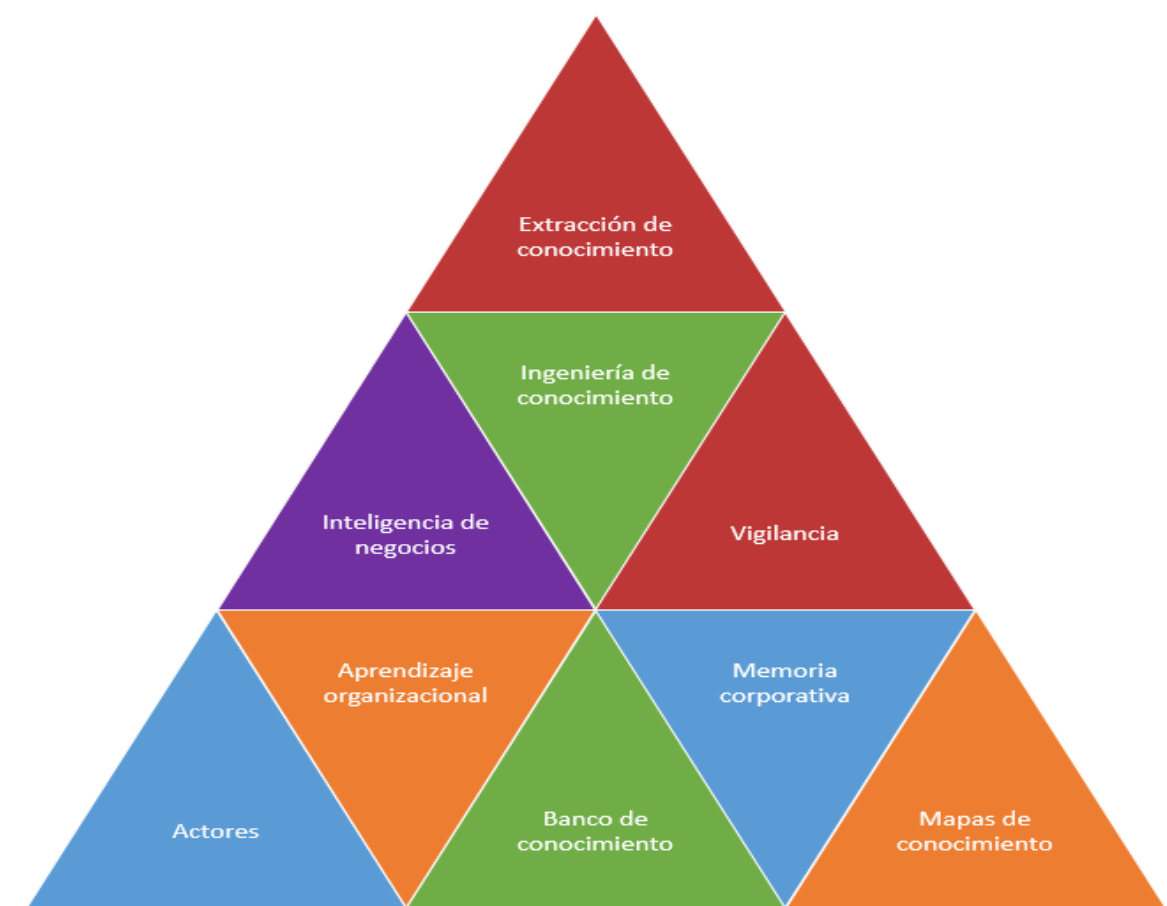 Extracción de
conocimiento
Ingeniería de
conocimiento
Inteligencia de
negocios
Vigilancia
Aprendizaje
organizacional
Memoria
corporativa
Actores
Banco de
conocimiento
Mapas de
conocimiento